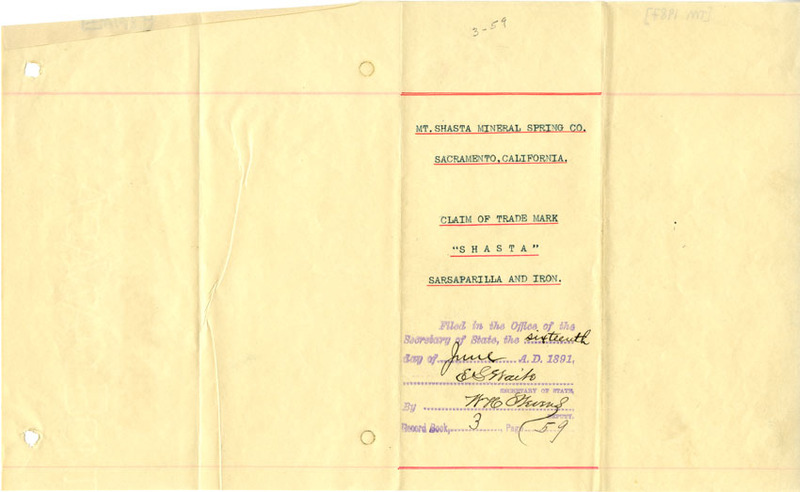 3-59
MT. SHASTA MINERAL SPRING CO.
SACRAMENTO, CALIFORNIA.
CLAIM OF TRADE MARK
"SHASTA"
SARSAPARILLA AND IRON.
Filed in the Office of the
Secretary of State, the sixteenth
day of June A.D. 1891.
E G Waite
SECRETARY OF STATE,
By W H
DEPUTY.
Record Book, 3 Page 59